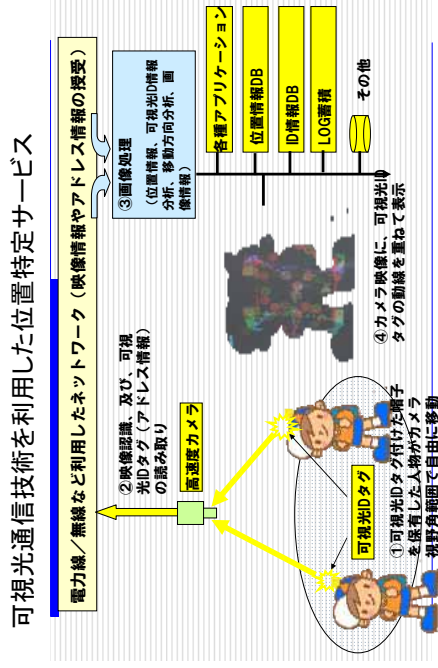 可視光通信技術を利用した位置特定サービス
電力線／無線など利用したネットワーク（映像情報やアドレス情報の授受）
②映像認識、及び、可視
光IDタグ（アドレス情報）
の読み取り
高速度カメラ
可視光IDタグ
①可視光IDタグ付けた帽子
を保有した人物がカメラ
視野角範囲で自由に移動
③画像処理
（位置情報、可視光ID情報
分析、移動方向分析、画
像情報）
各種アプリケーション
位置情報DB
ID情報DB
LOG蓄積
その他
④カメラ映像に、可視光ID
タグの動線を重ねて表示